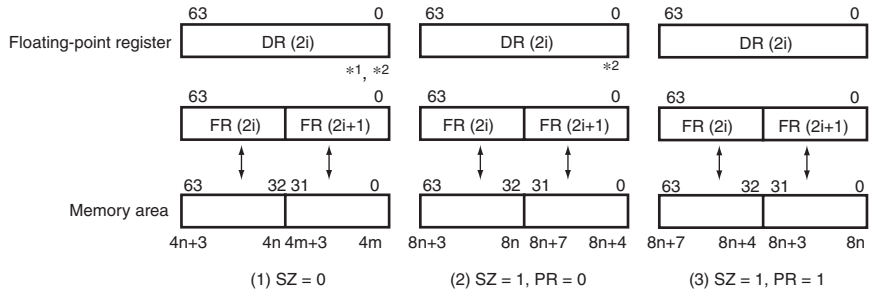 63 0 63 0 63 0
Floating-point register DR (2i) DR (2i) DR (2i)
*1, *2 *2
63 0 63 0 63 0
FR (2i) FR (2i+1) FR (2i) FR (2i+1) FR (2i) FR (2i+1)
63 32 31 0 63 32 31 0 63 32 31 0
Memory area
4n+3 4n 4m+3 4m 8n+3 8n 8n+7 8n+4 8n+7 8n+4 8n+3 8n
(1) SZ = 0 (2) SZ = 1, PR = 0 (3) SZ = 1, PR = 1